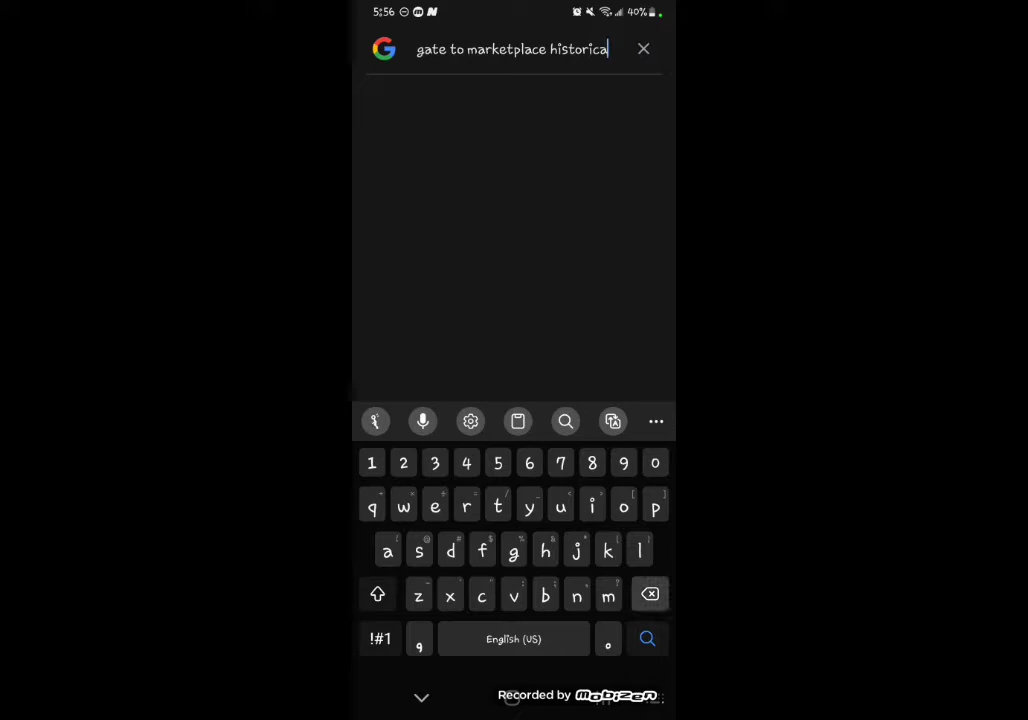 5:56 40%
gate to marketplace historica
1 2 3 4 5 6 7 8 9 0
q w e r t y u i o p
a s d f g h j k l
z x c v b n m
!#1 , English (US) .
Recorded by mobizen